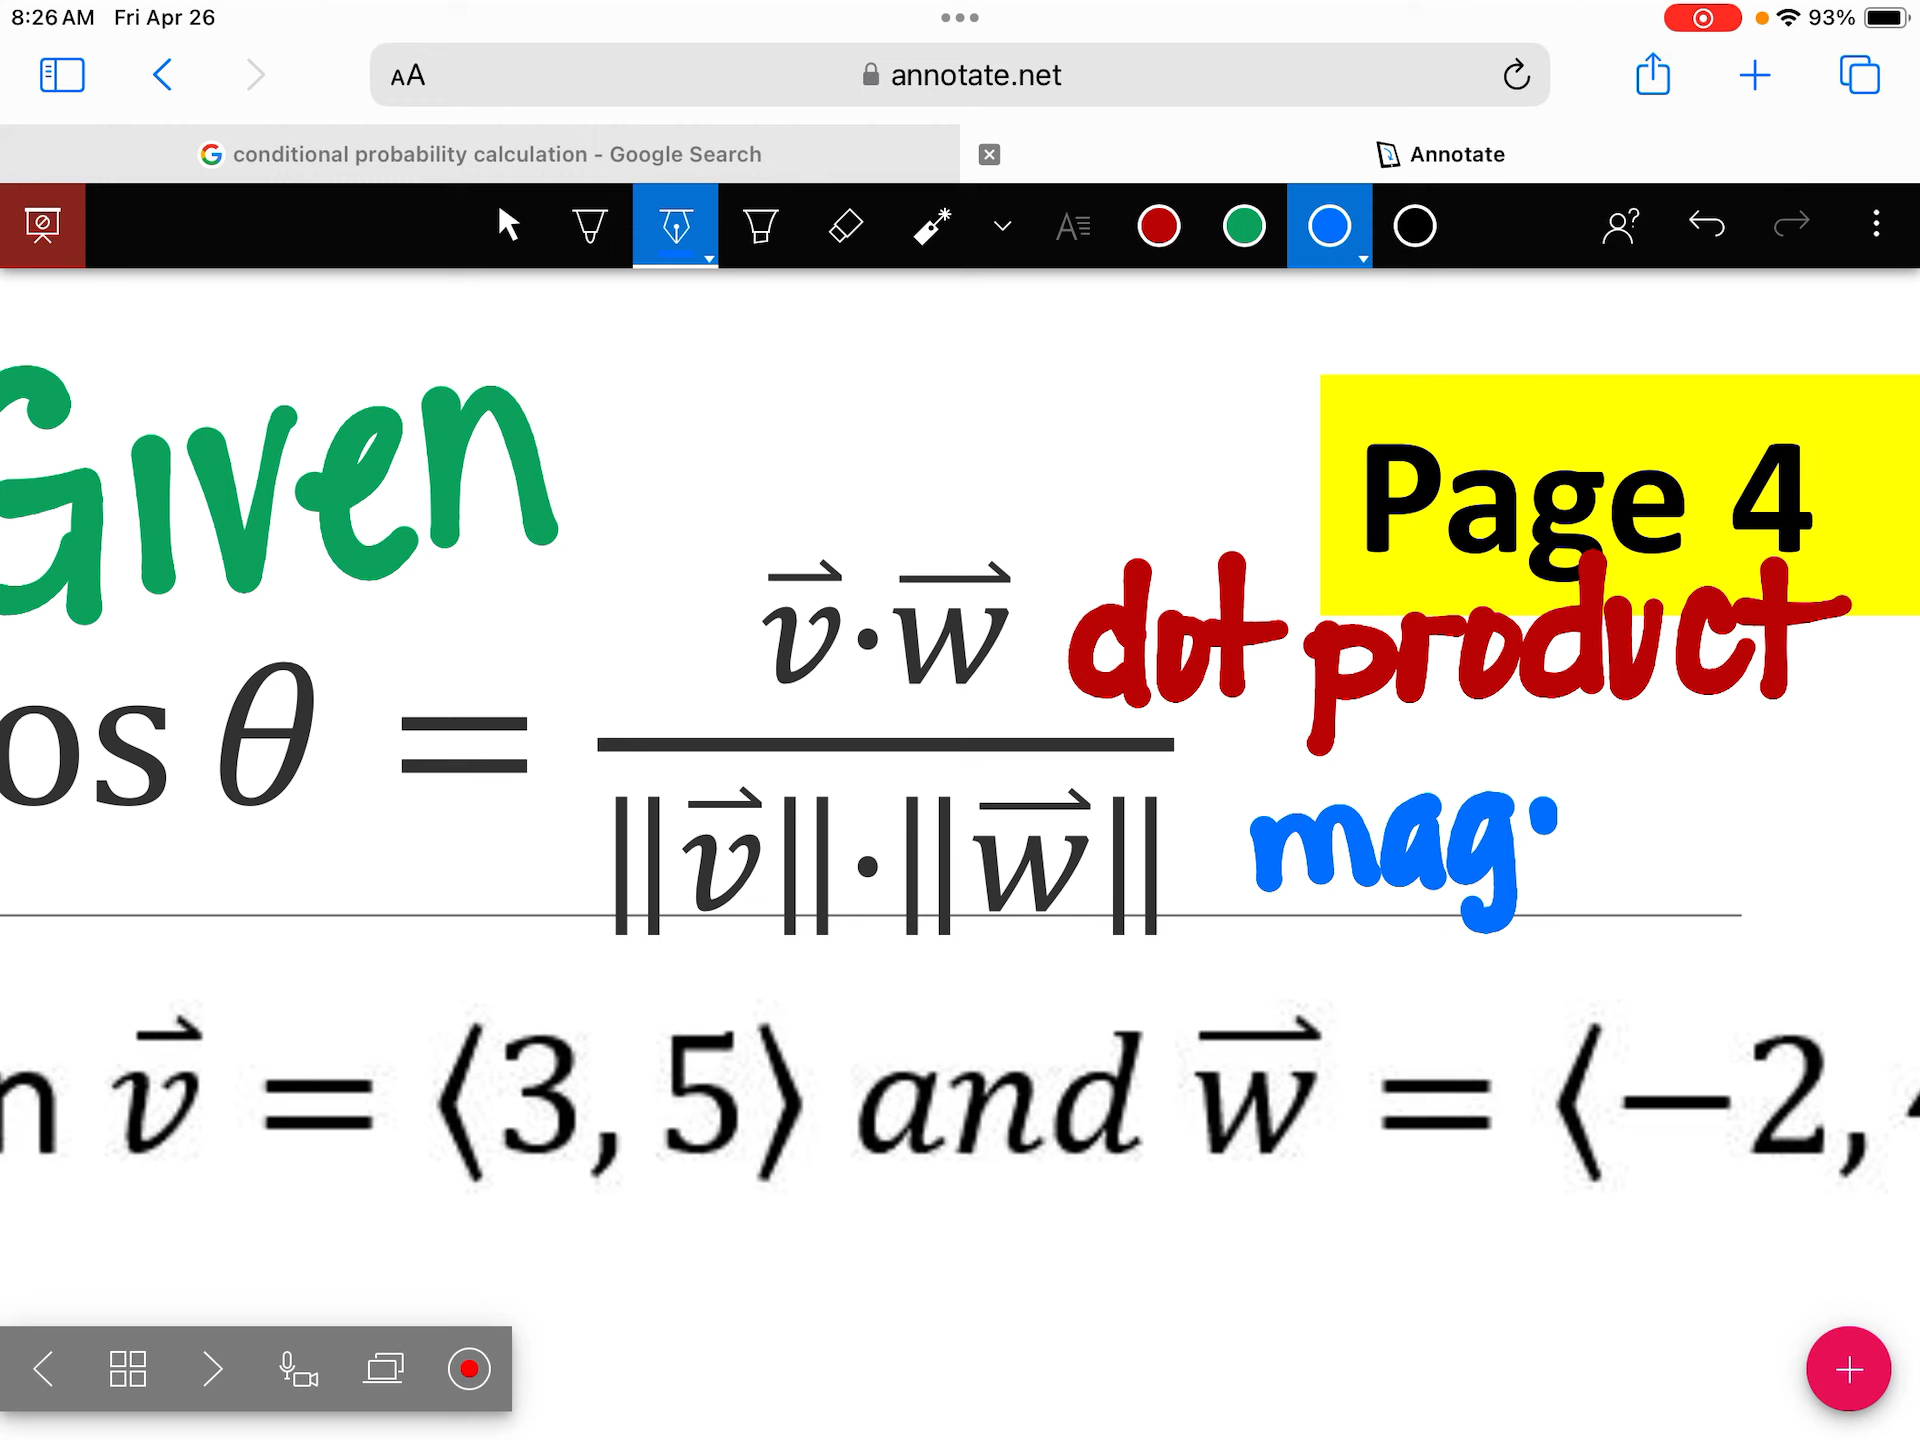 8:26 AM Fri Apr 26
93%
AA
annotate.net
conditional probability calculation - Google Search
Annotate
Given
Page 4
v⃗ · w⃗ dot product
os θ = ―
‖v⃗‖ · ‖w⃗‖ mag.
n v⃗ = ⟨3, 5⟩ and w⃗ = ⟨−2,